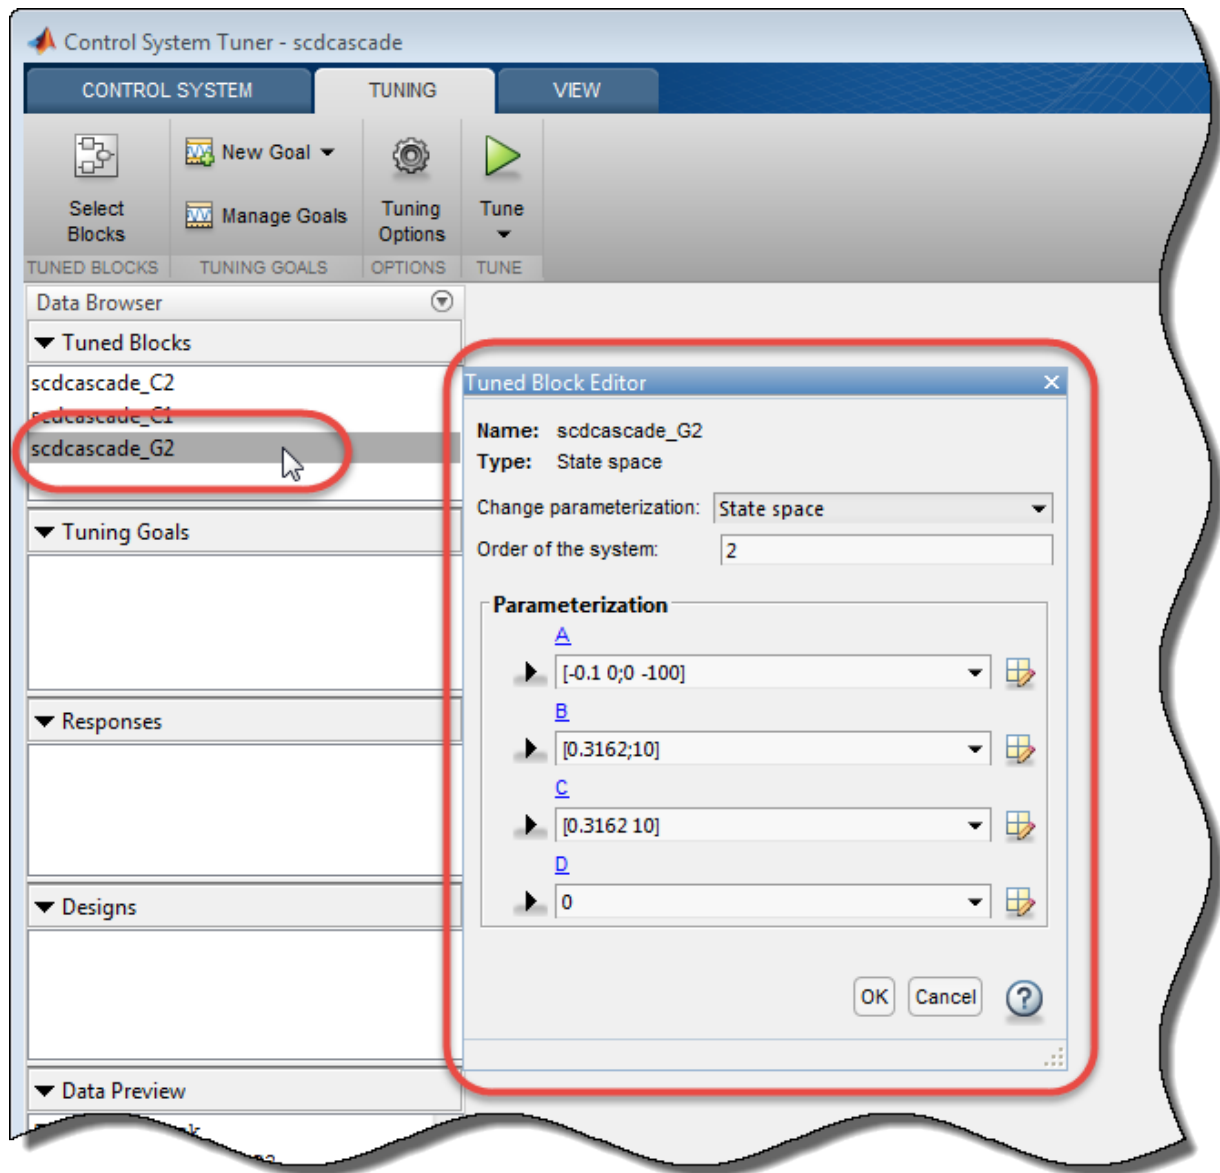 Control System Tuner - scdcascade
CONTROL SYSTEM TUNING VIEW
New Goal
Manage Goals
Select
Blocks
Tuning
Options
Tune
TUNED BLOCKS TUNING GOALS OPTIONS TUNE
Data Browser
Tuned Blocks
scdcascade_C2
scdcascade_C1
scdcascade_G2
Tuning Goals
Responses
Designs
Data Preview
Tuned Block Editor
Name: scdcascade_G2
Type: State space
Change parameterization: State space
Order of the system: 2
Parameterization
A
[-0.1 0;0 -100]
B
[0.3162;10]
C
[0.3162 10]
D
0
OK Cancel ?